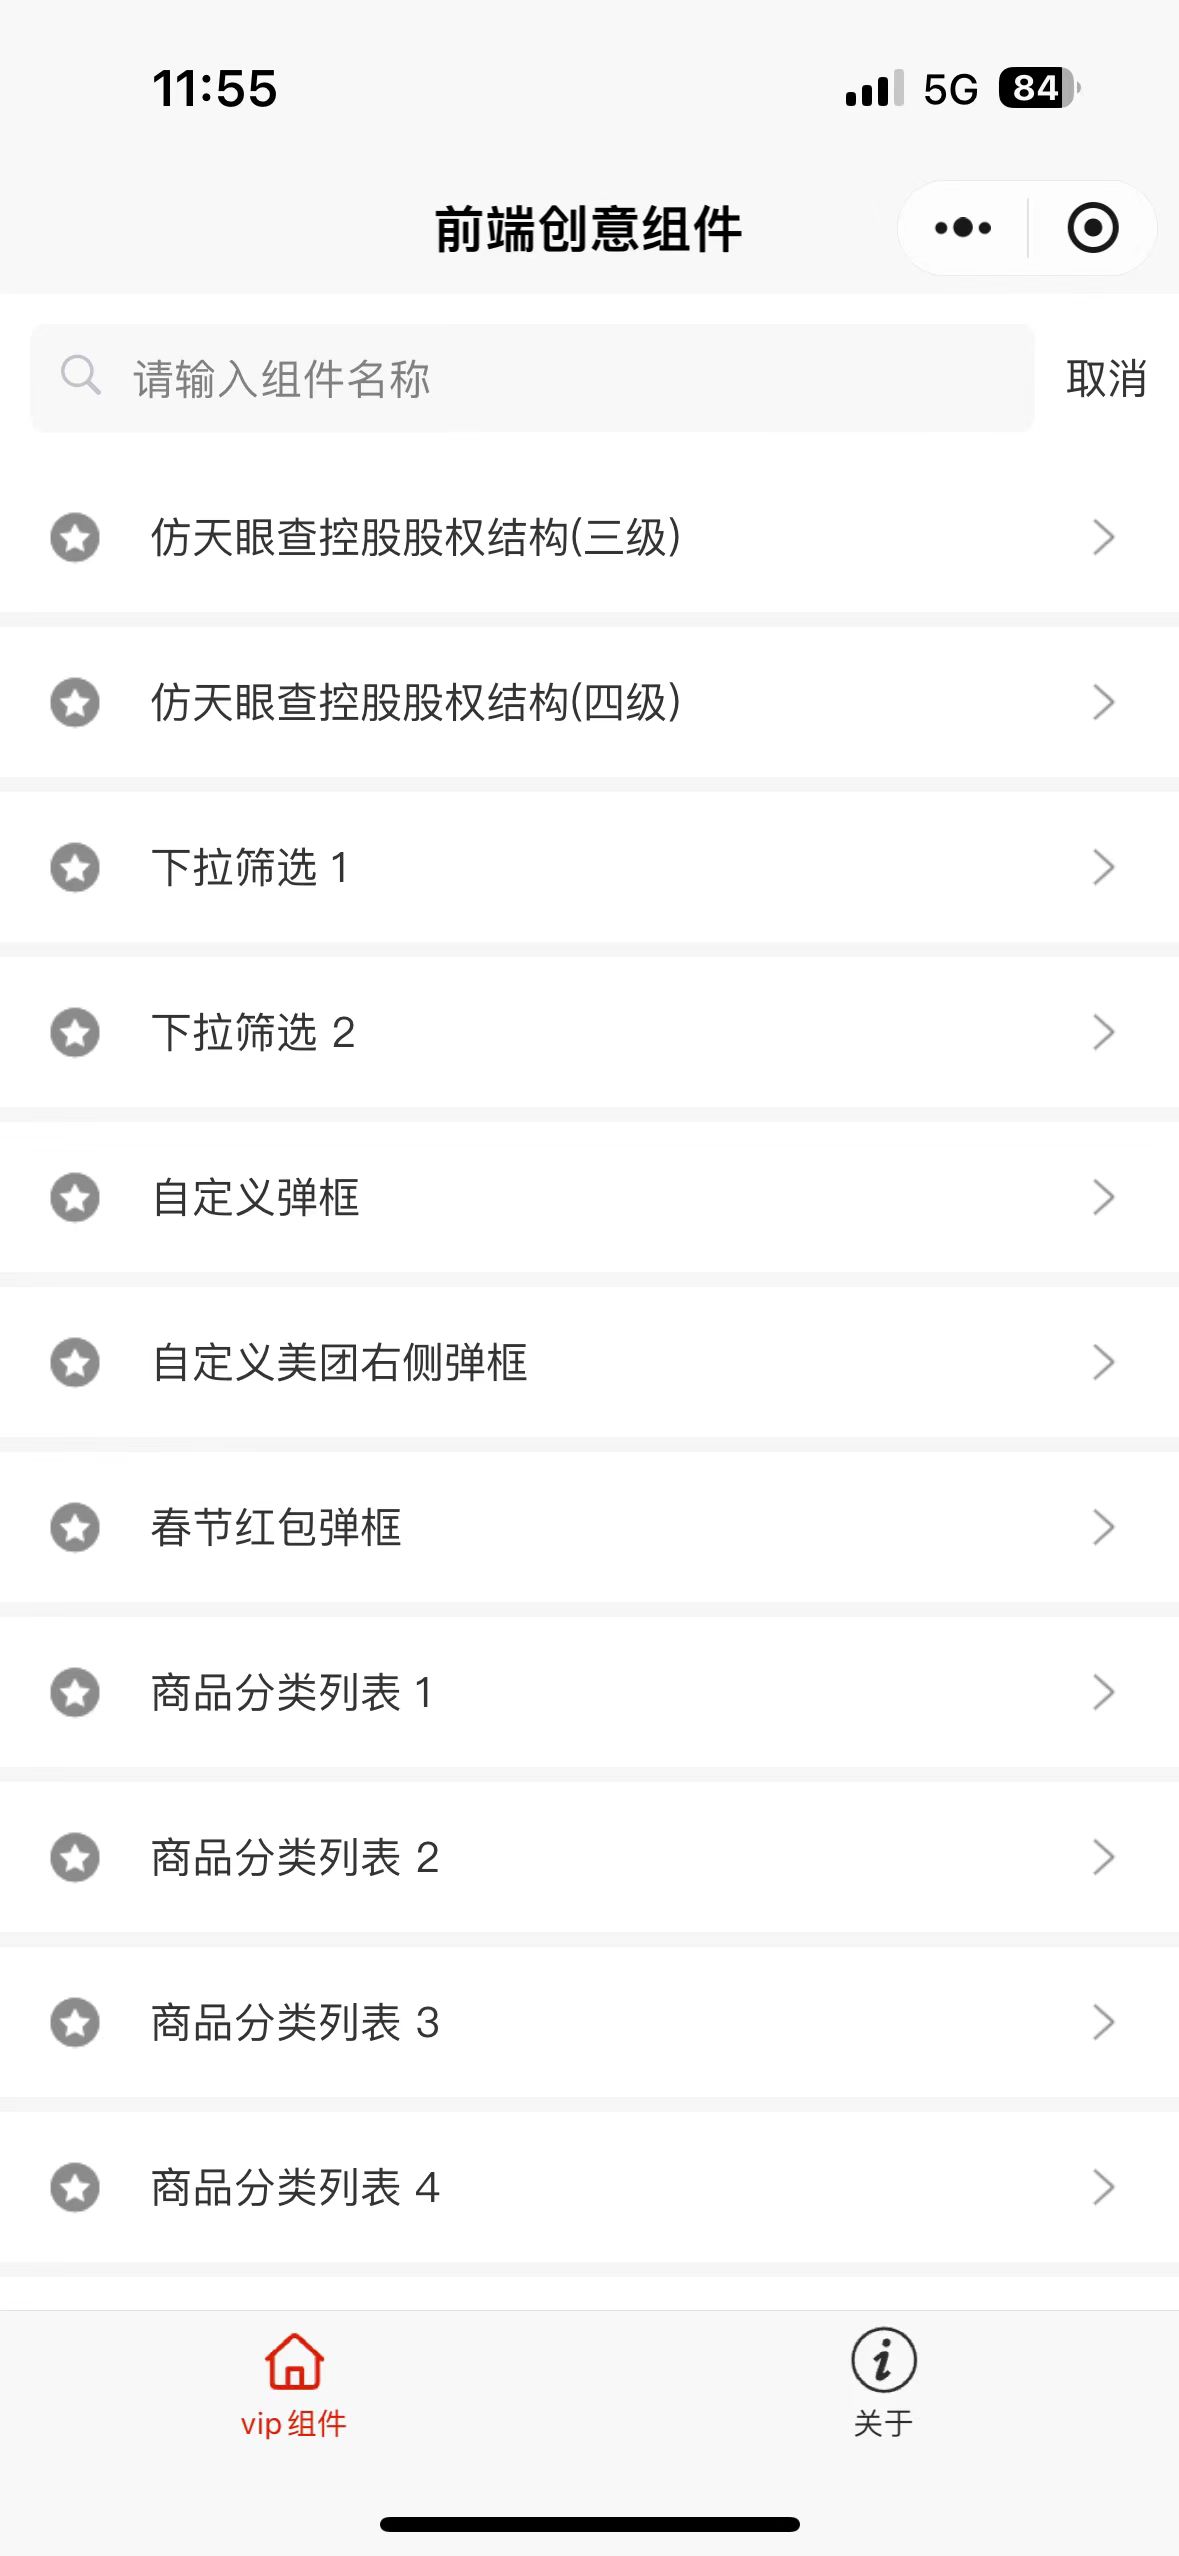 11:55
5G 84
前端创意组件
请输入组件名称 取消
仿天眼查控股股权结构(三级)
仿天眼查控股股权结构(四级)
下拉筛选 1
下拉筛选 2
自定义弹框
自定义美团右侧弹框
春节红包弹框
商品分类列表 1
商品分类列表 2
商品分类列表 3
商品分类列表 4
vip组件 关于